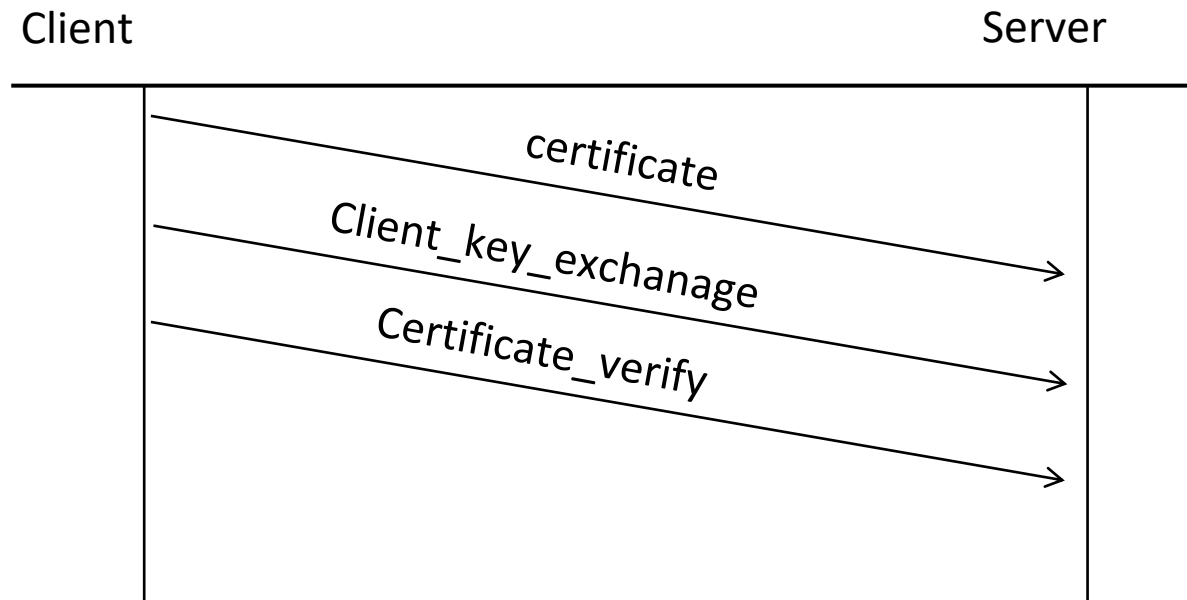 Client
Server
certificate
Client_key_exchanage
Certificate_verify